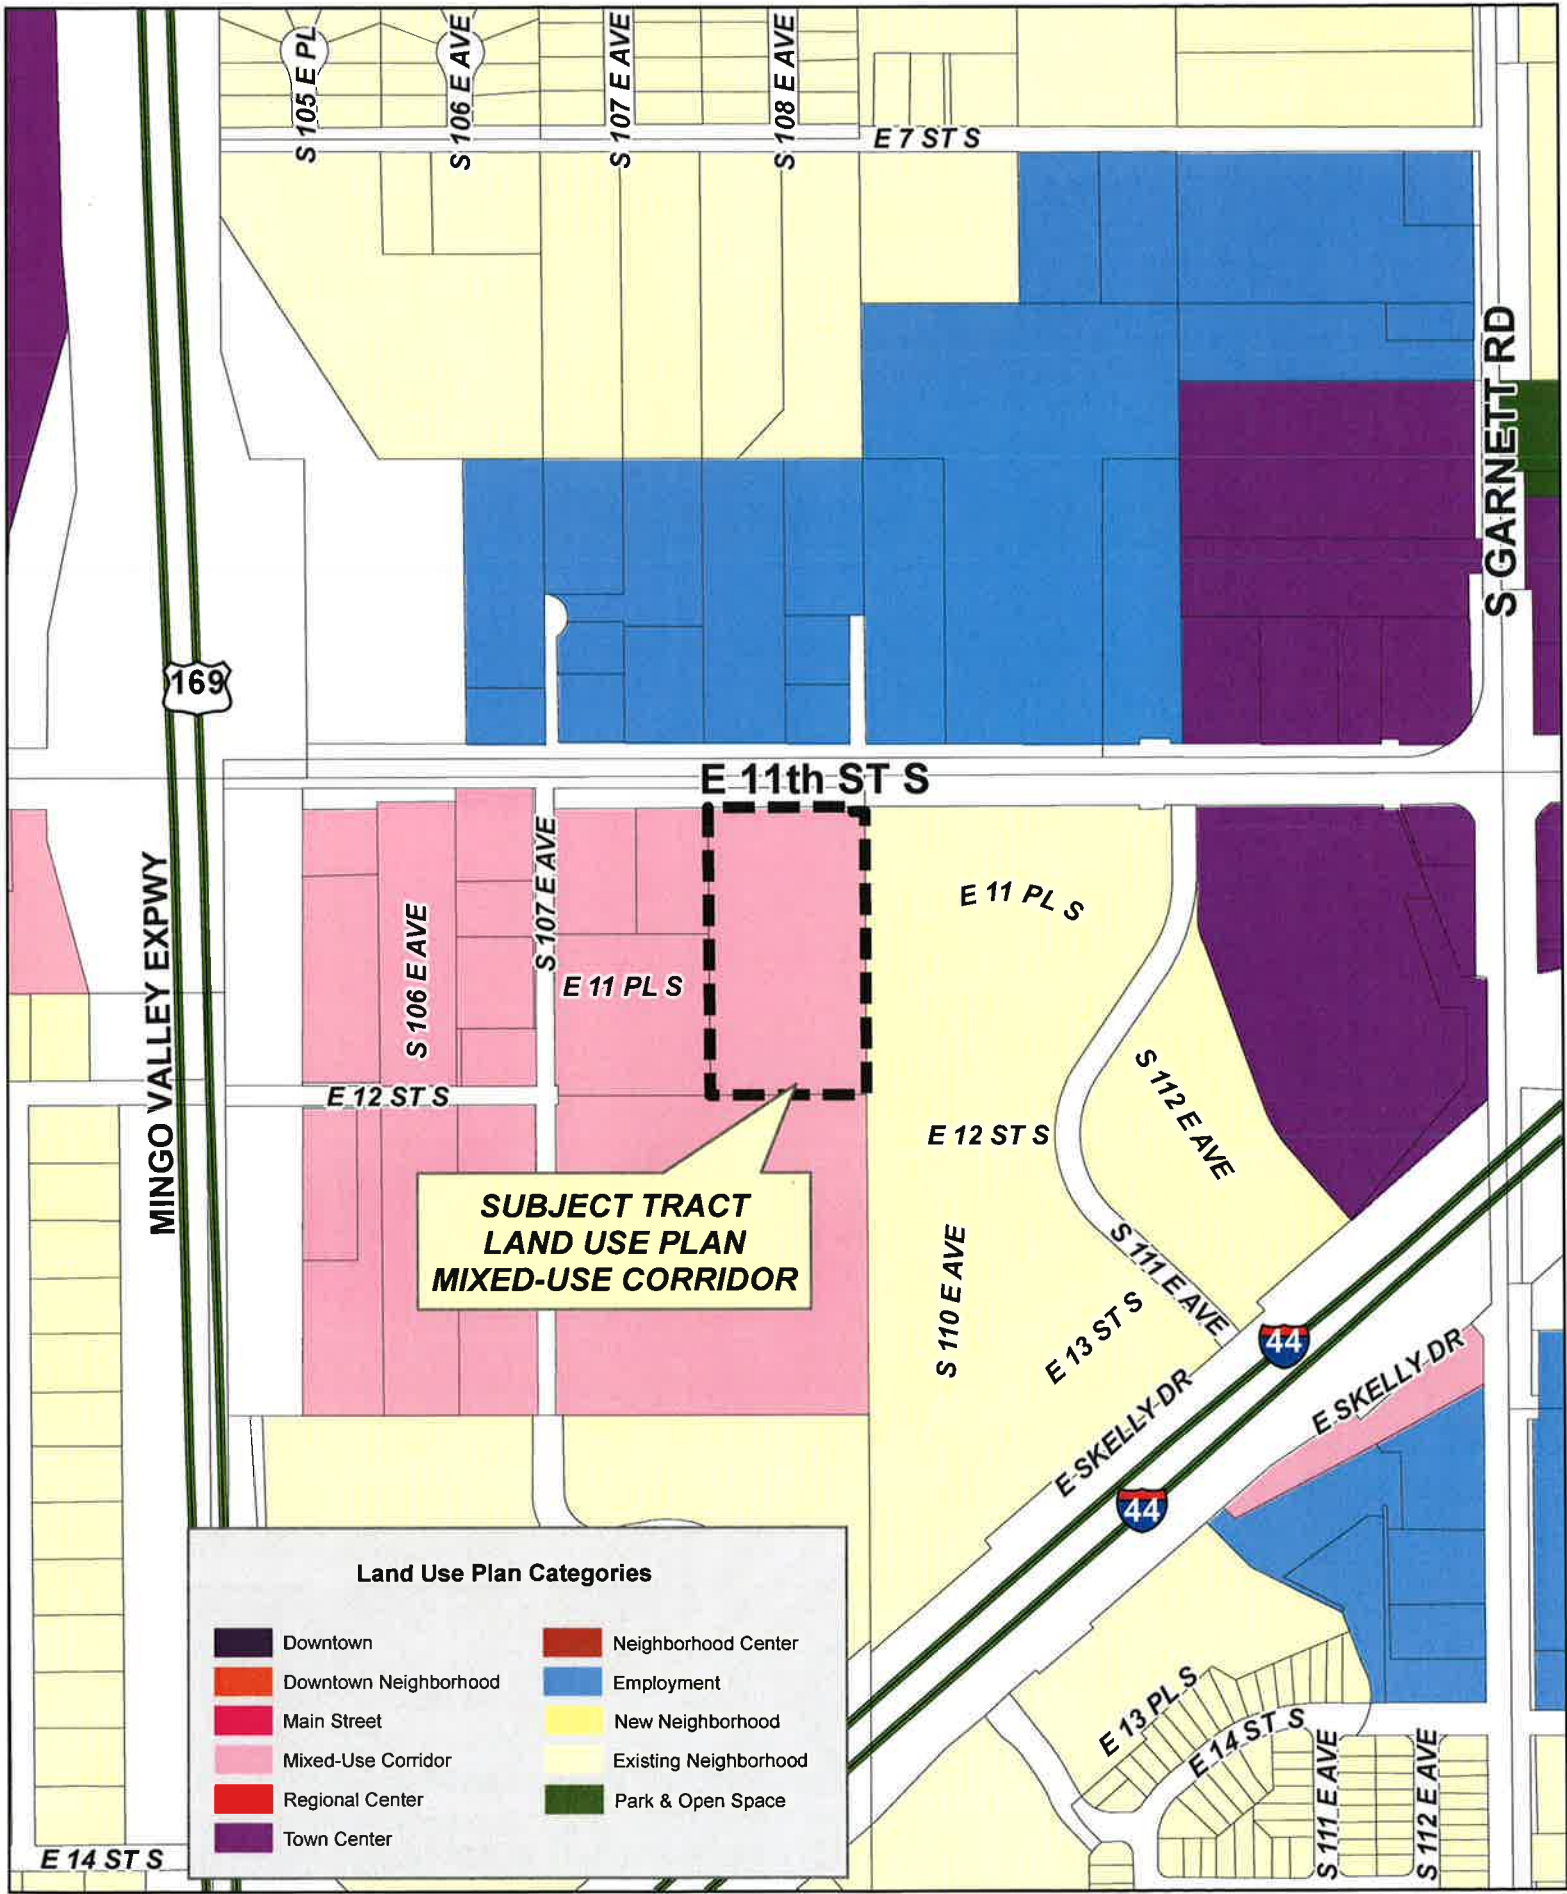 S 105 E PL
S 106 E AVE
S 107 E AVE
S 108 E AVE
E 7 ST S
S GARNETT RD
169
E 11th ST S
MINGO VALLEY EXPWY
S 106 E AVE
S 107 E AVE
E 11 PL S
E 11 PL S
E 12 ST S
E 12 ST S
S 112 E AVE
S 110 E AVE
S 111 E AVE
E 13 ST S
SUBJECT TRACT
LAND USE PLAN
MIXED-USE CORRIDOR
44
E SKELLY DR
E SKELLY DR
44
Land Use Plan Categories
Downtown
Downtown Neighborhood
Main Street
Mixed-Use Corridor
Regional Center
Town Center
Neighborhood Center
Employment
New Neighborhood
Existing Neighborhood
Park & Open Space
E 13 PL S
E 14 ST S
S 111 E AVE
S 112 E AVE
E 14 ST S